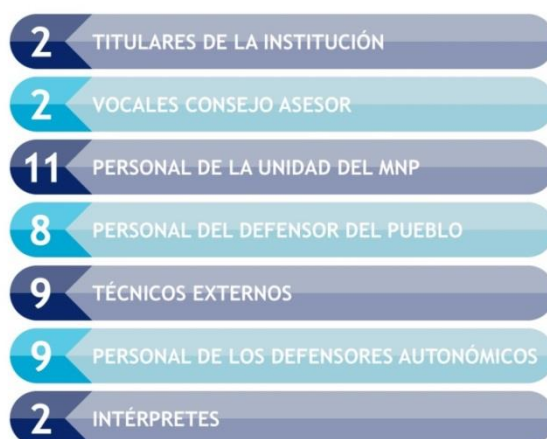 2 TITULARES DE LA INSTITUCIÓN
2 VOCALES CONSEJO ASESOR
11 PERSONAL DE LA UNIDAD DEL MNP
8 PERSONAL DEL DEFENSOR DEL PUEBLO
9 TÉCNICOS EXTERNOS
9 PERSONAL DE LOS DEFENSORES AUTONÓMICOS
2 INTÉRPRETES